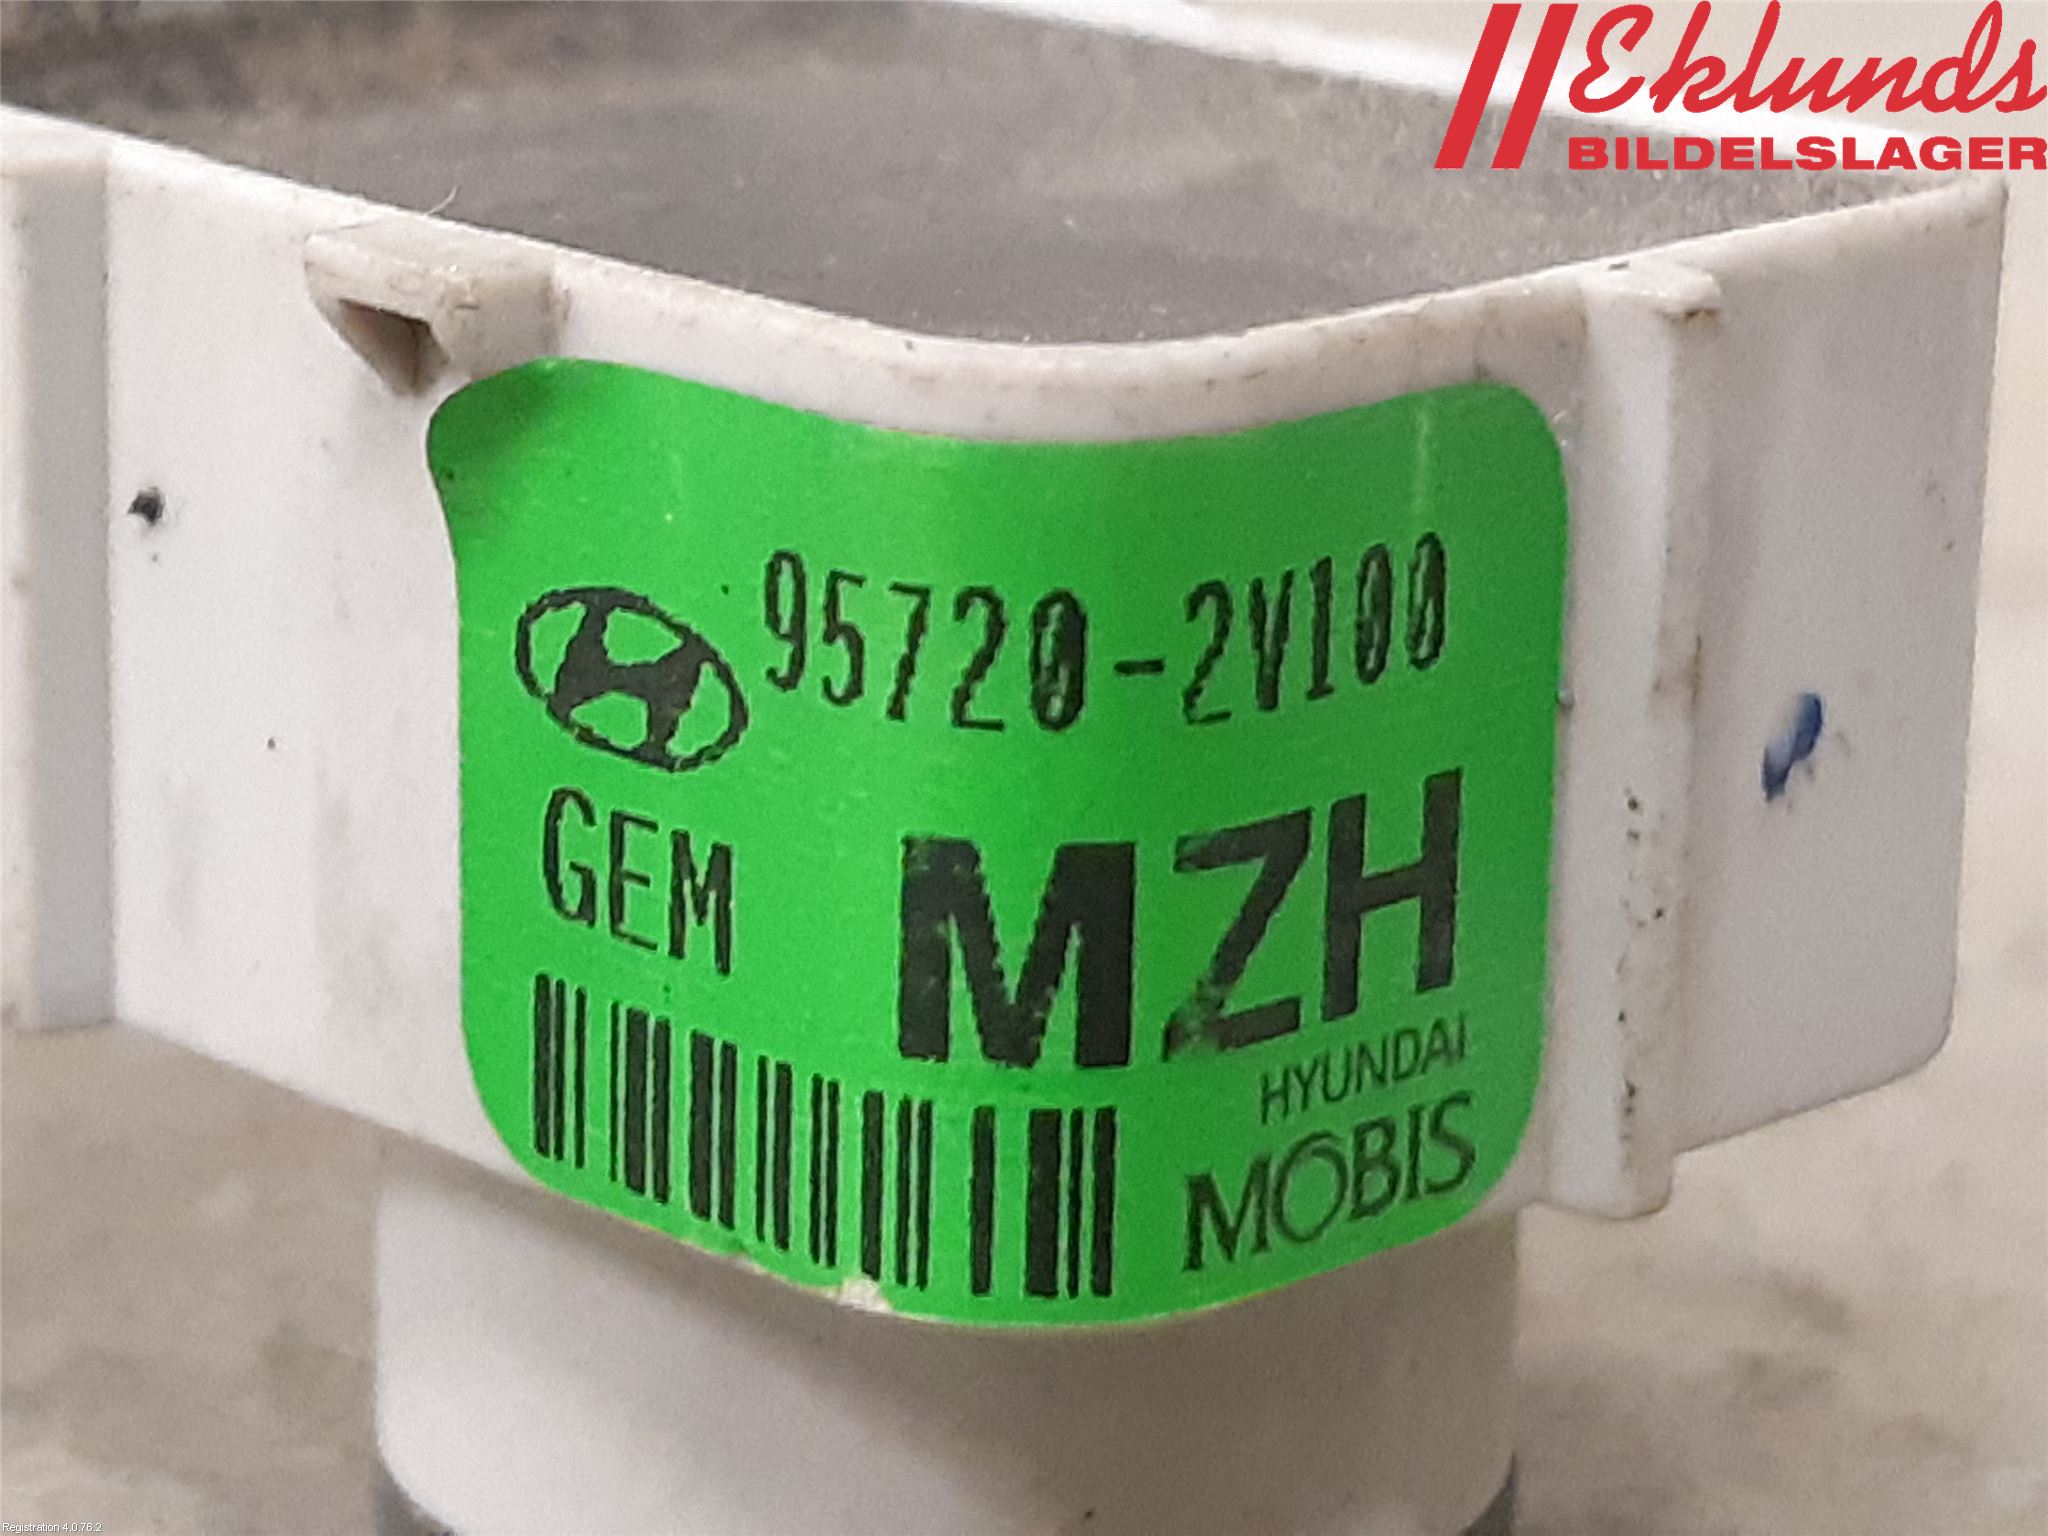 Eklunds
BILDELSLAGER
95720-2V100
GEM
MZH
HYUNDAI
MOBIS
Registration 4.0.76.2